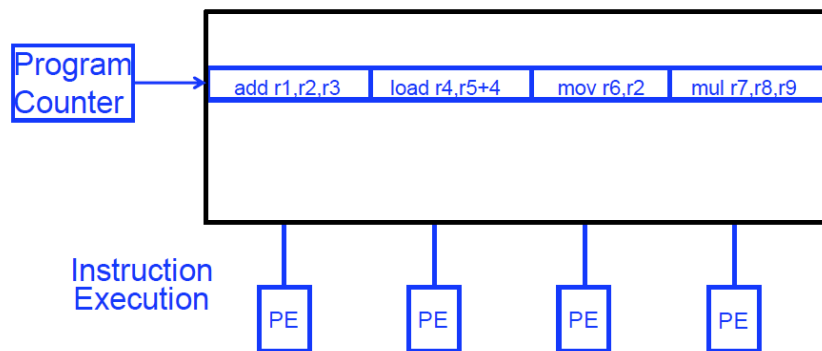 Program
Counter
add r1,r2,r3
load r4,r5+4
mov r6,r2
mul r7,r8,r9
Instruction
Execution
PE
PE
PE
PE